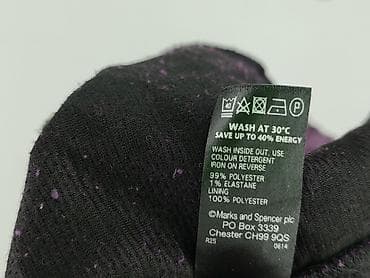 WASH AT 30°C
SAVE UP TO 40% ENERGY
WASH INSIDE OUT. USE
COLOUR DETERGENT
IRON ON REVERSE
99% POLYESTER
1% ELASTANE
LINING
100% POLYESTER
©Marks and Spencer plc
PO Box 3339
Chester CH99 9QS
R25 0614